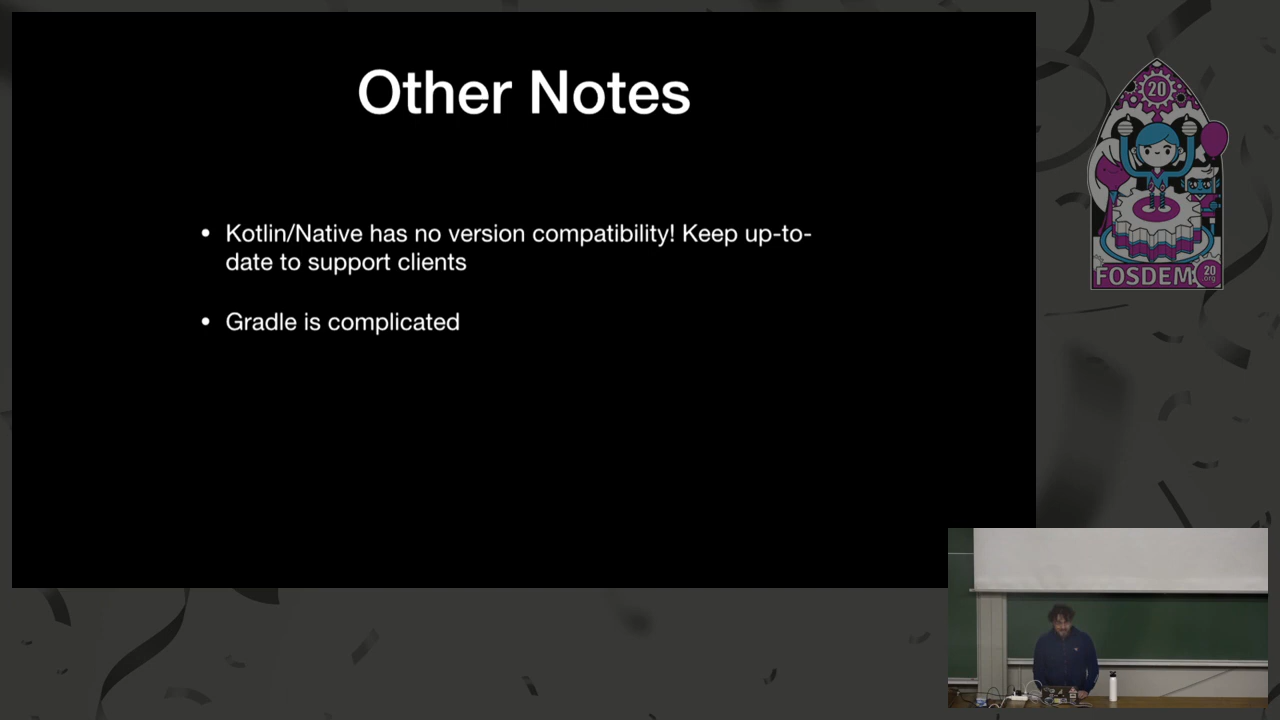 Other Notes
• Kotlin/Native has no version compatibility! Keep up-to-
date to support clients
• Gradle is complicated
20
FOSDEM
20
org